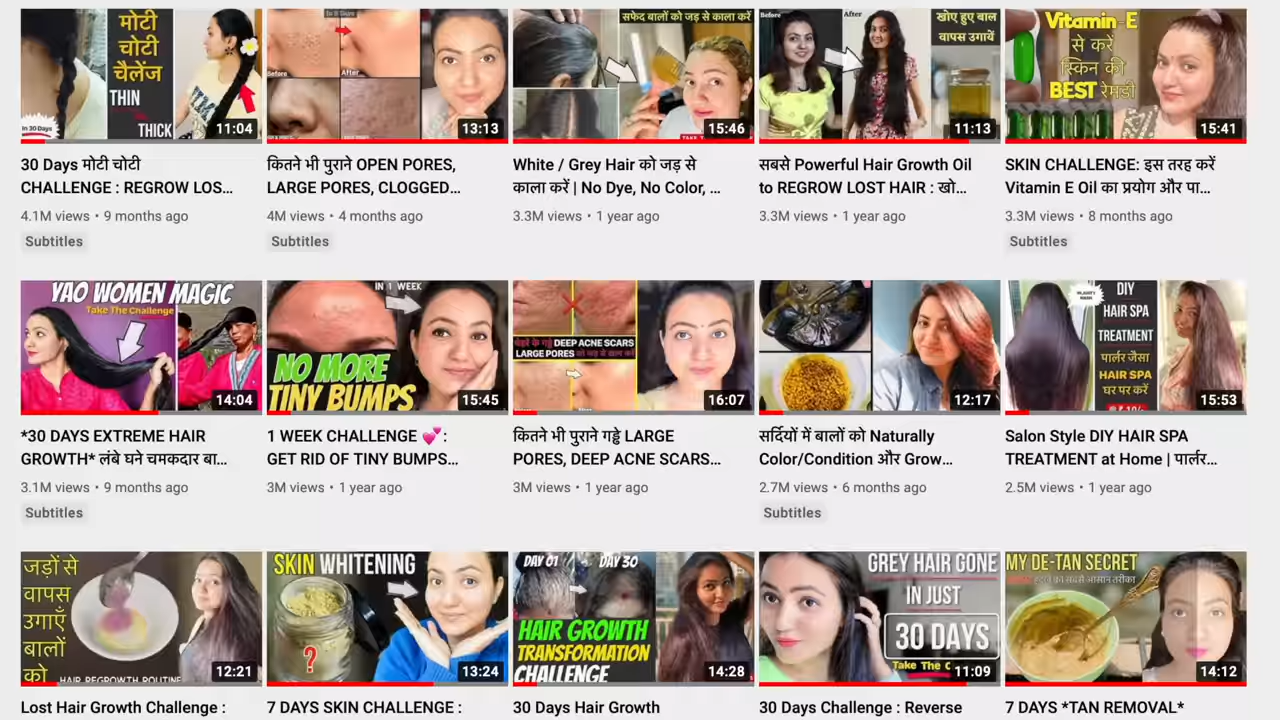 मोटी
चोटी
चैलेंज
THIN
THICK
In 30 Days
11:04
Before
After
13:13
सफेद बालों को जड़ से काला करें
15:46
Before
After
खोए हुए बाल
वापस उगायें
11:13
Vitamin-E
से करें
स्किन की
BEST रेमडी
15:41
30 Days मोटी चोटी
CHALLENGE : REGROW LOS...
4.1M views • 9 months ago
Subtitles
कितने भी पुराने OPEN PORES,
LARGE PORES, CLOGGED...
4M views • 4 months ago
Subtitles
White / Grey Hair को जड़ से
काला करें | No Dye, No Color, ...
3.3M views • 1 year ago
सबसे Powerful Hair Growth Oil
to REGROW LOST HAIR : खो...
3.3M views • 1 year ago
SKIN CHALLENGE: इस तरह करें
Vitamin E Oil का प्रयोग और पा...
3.3M views • 8 months ago
Subtitles
YAO WOMEN MAGIC
Take The Challenge
14:04
IN 1 WEEK
NO MORE
TINY BUMPS
15:45
चेहरे के गड्ढे DEEP ACNE SCARS
LARGE PORES को जड़ से खत्म करें
16:07
12:17
DIY
HAIR SPA
TREATMENT
पार्लर जैसा
HAIR SPA
घर पर करें
15:53
*30 DAYS EXTREME HAIR
GROWTH* लंबे घने चमकदार बा...
3.1M views • 9 months ago
Subtitles
1 WEEK CHALLENGE 💕:
GET RID OF TINY BUMPS...
3M views • 1 year ago
कितने भी पुराने गड्ढे LARGE
PORES, DEEP ACNE SCARS...
3M views • 1 year ago
सर्दियों में बालों को Naturally
Color/Condition और Grow...
2.7M views • 6 months ago
Subtitles
Salon Style DIY HAIR SPA
TREATMENT at Home | पार्लर...
2.5M views • 1 year ago
जड़ों से
वापस
उगाएँ
बालों
को
HAIR REGROWTH ROUTINE
12:21
SKIN WHITENING
?
13:24
DAY 01
DAY 30
HAIR GROWTH
TRANSFORMATION
CHALLENGE
14:28
GREY HAIR GONE
IN JUST
30 DAYS
Take The C
11:09
MY DE-TAN SECRET
14:12
Lost Hair Growth Challenge :
7 DAYS SKIN CHALLENGE :
30 Days Hair Growth
30 Days Challenge : Reverse
7 DAYS *TAN REMOVAL*